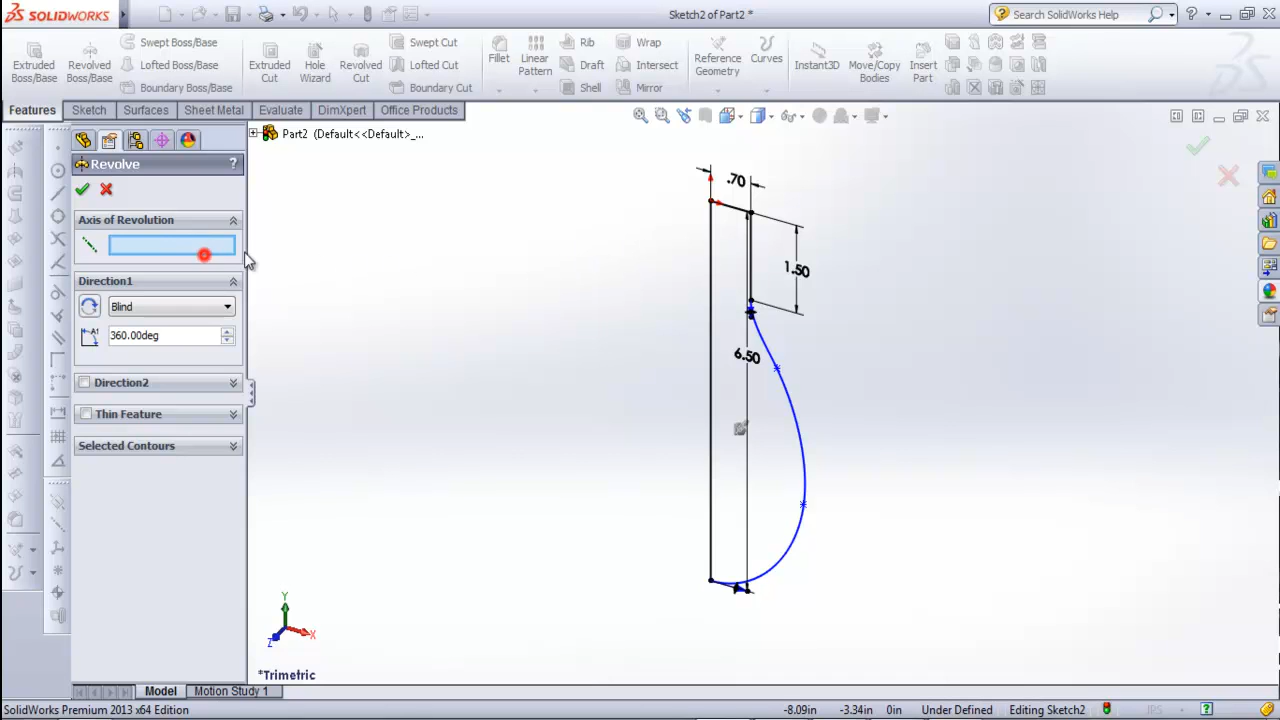 SOLIDWORKS
Sketch2 of Part2 *
Search SolidWorks Help
Extruded Boss/Base
Revolved Boss/Base
Swept Boss/Base
Lofted Boss/Base
Boundary Boss/Base
Extruded Cut
Hole Wizard
Revolved Cut
Swept Cut
Lofted Cut
Boundary Cut
Fillet
Linear Pattern
Rib
Draft
Shell
Wrap
Intersect
Mirror
Reference Geometry
Curves
Instant3D
Move/Copy Bodies
Insert Part
Features
Sketch
Surfaces
Sheet Metal
Evaluate
DimXpert
Office Products
Part2 (Default<<Default>_...
Revolve
?
Axis of Revolution
Direction1
Blind
A1
360.00deg
Direction2
Thin Feature
Selected Contours
.70
1.50
6.50
Y
X
Z
*Trimetric
Model
Motion Study 1
SolidWorks Premium 2013 x64 Edition
-8.09in
-3.34in
0in
Under Defined
Editing Sketch2
IPS
?